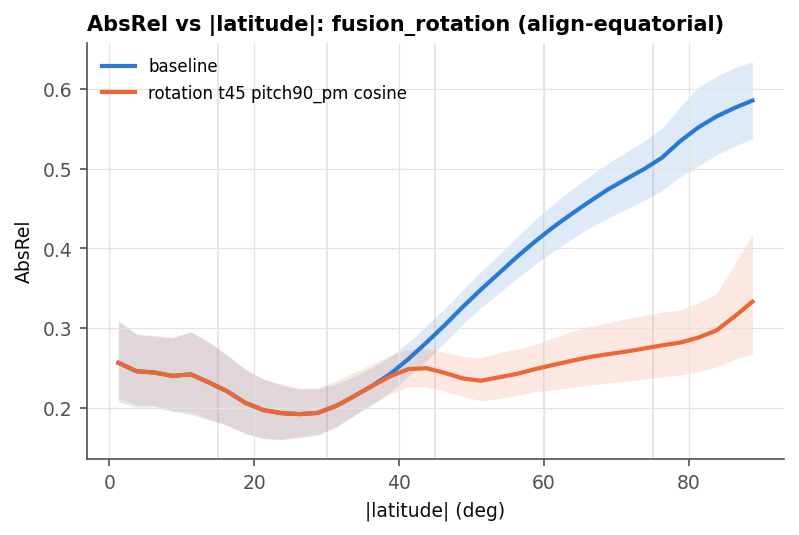 AbsRel vs |latitude|: fusion_rotation (align-equatorial)
baseline
rotation t45 pitch90_pm cosine
AbsRel
0.6
0.5
0.4
0.3
0.2
0 20 40 60 80
|latitude| (deg)